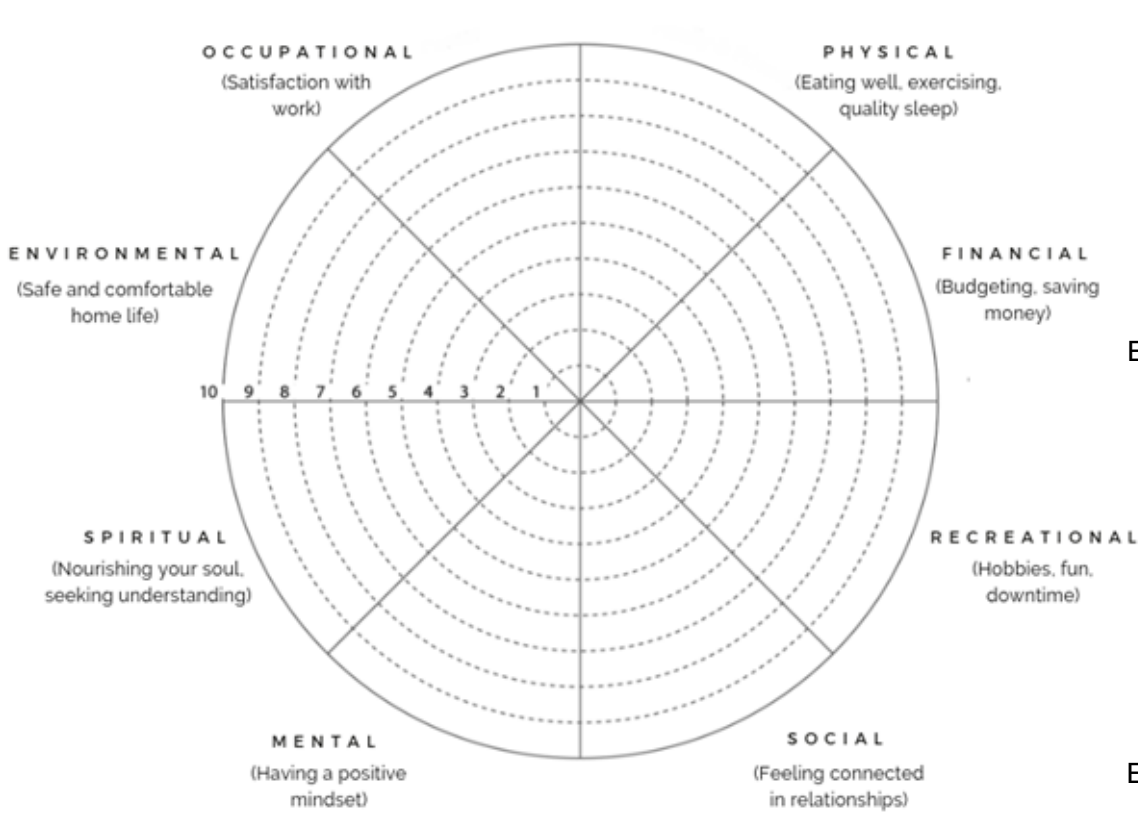 OCCUPATIONAL
(Satisfaction with
work)
PHYSICAL
(Eating well, exercising,
quality sleep)
ENVIRONMENTAL
(Safe and comfortable
home life)
FINANCIAL
(Budgeting, saving
money)
E
10 9 8 7 6 5 4 3 2 1
SPIRITUAL
(Nourishing your soul,
seeking understanding)
RECREATIONAL
(Hobbies, fun,
downtime)
MENTAL
(Having a positive
mindset)
SOCIAL
(Feeling connected
in relationships)
E